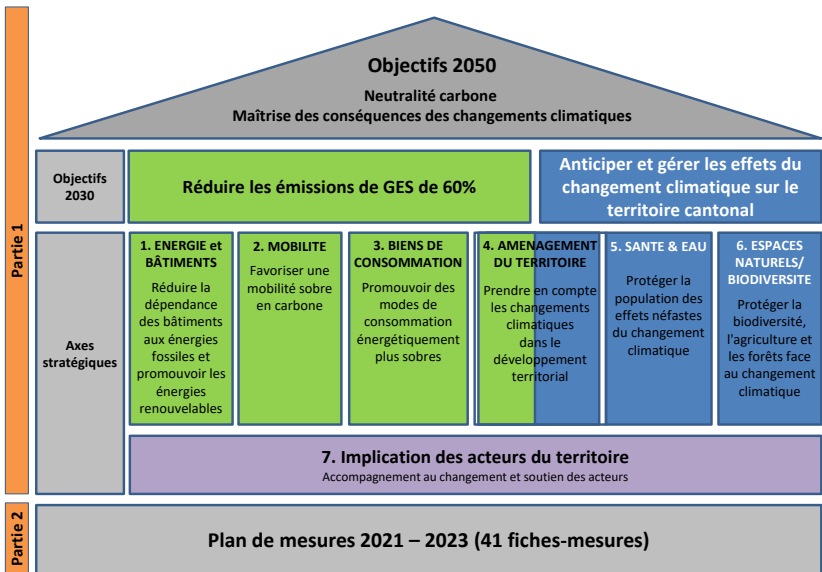 Partie 1
Objectifs 2050
Neutralité carbone
Maîtrise des conséquences des changements climatiques
Objectifs
2030
Réduire les émissions de GES de 60%
Anticiper et gérer les effets du
changement climatique sur le
territoire cantonal
Axes
stratégiques
1. ENERGIE et
BÂTIMENTS
Réduire la
dépendance
des bâtiments
aux énergies
fossiles et
promouvoir les
énergies
renouvelables
2. MOBILITE
Favoriser une
mobilité sobre
en carbone
3. BIENS DE
CONSOMMATION
Promouvoir des
modes de
consommation
énergétiquement
plus sobres
4. AMENAGEMENT
DU TERRITOIRE
Prendre en compte
les changements
climatiques
dans le
développement
territorial
5. SANTE & EAU
Protéger la
population des
effets néfastes
du changement
climatique
6. ESPACES
NATURELS/
BIODIVERSITE
Protéger la
biodiversité,
l'agriculture et
les forêts face
au changement
climatique
7. Implication des acteurs du territoire
Accompagnement au changement et soutien des acteurs
Partie 2
Plan de mesures 2021 – 2023 (41 fiches-mesures)